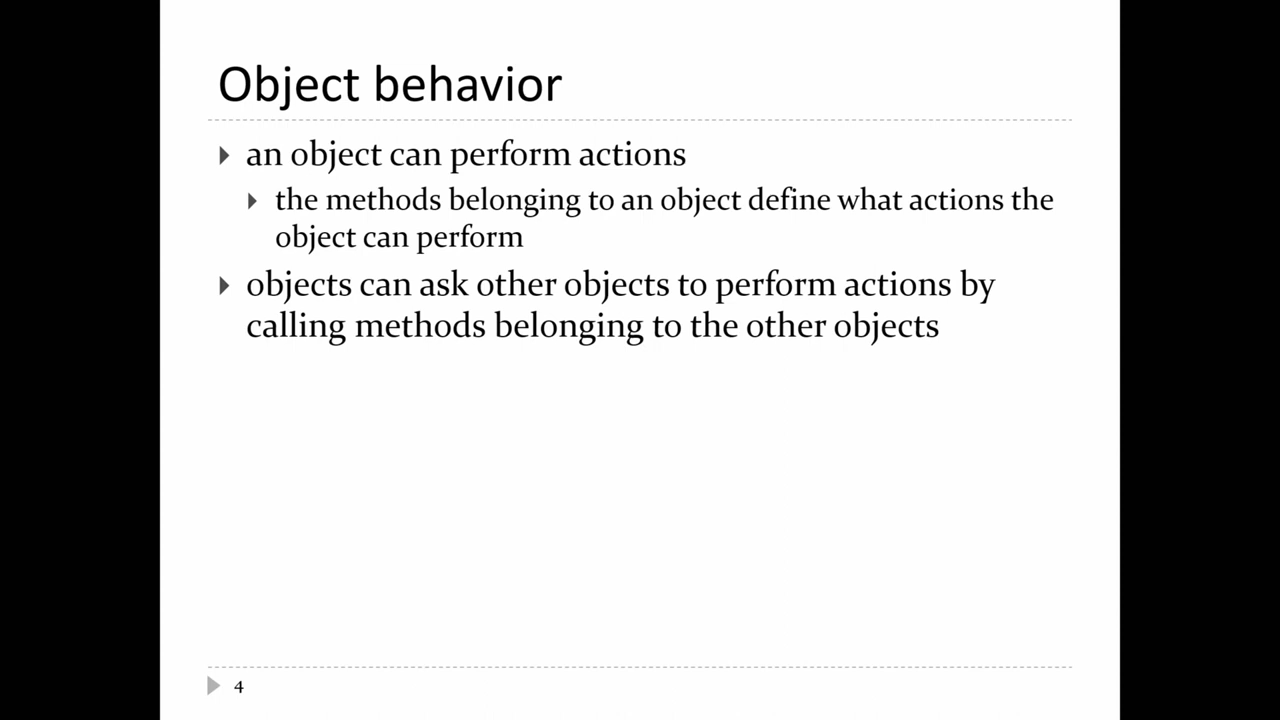 Object behavior
an object can perform actions
the methods belonging to an object define what actions the
object can perform
objects can ask other objects to perform actions by
calling methods belonging to the other objects
4